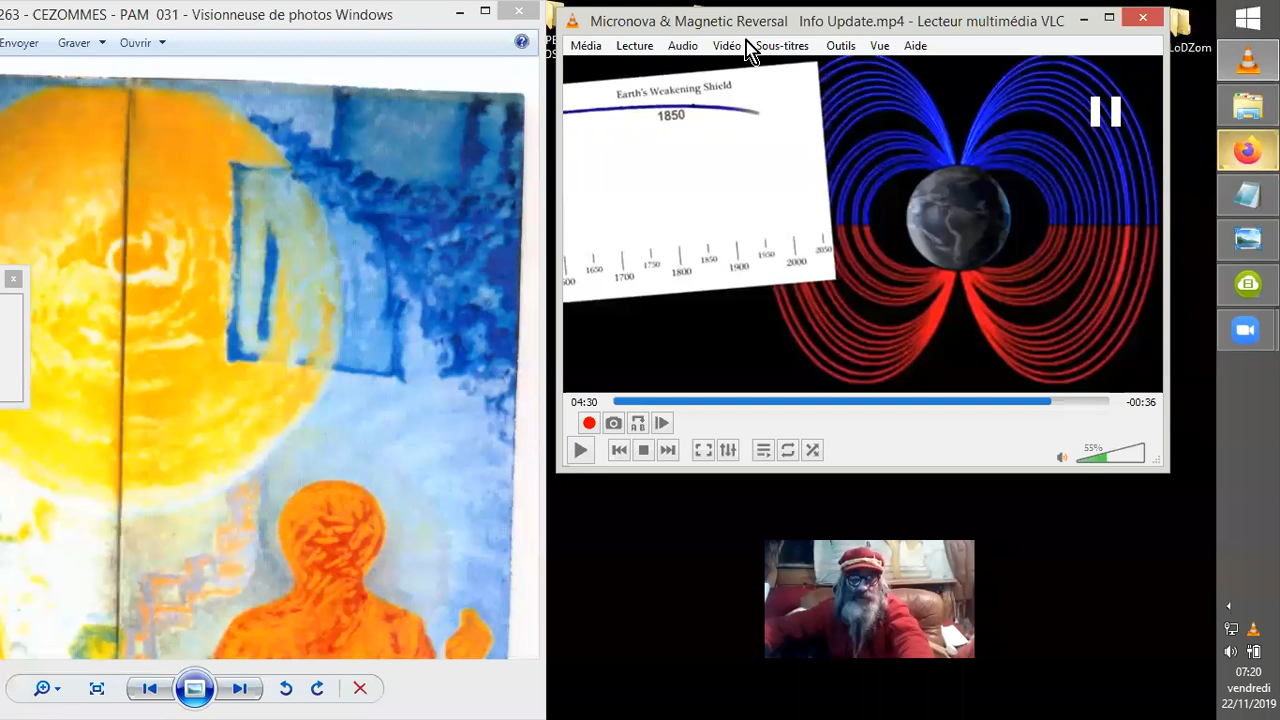 263 - CEZOMMES - PAM  031 - Visionneuse de photos Windows
Envoyer Graver Ouvrir
Micronova & Magnetic Reversal   Info Update.mp4 - Lecteur multimédia VLC
Média Lecture Audio Vidéo Sous-titres Outils Vue Aide
Earth's Weakening Shield
1850
1650 1700 1750 1800 1850 1900 1950 2000 2050
04:30 -00:36
55%
LoDZom
07:20
vendredi
22/11/2019